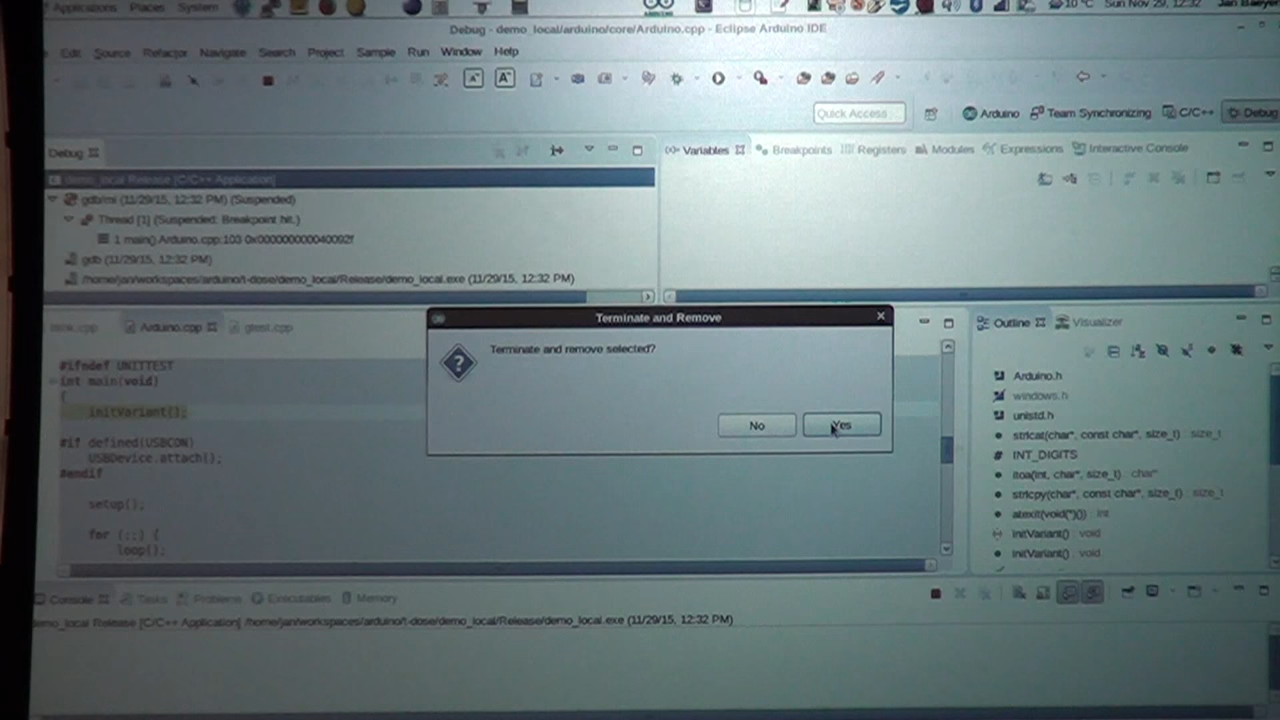 Applications Places System 10 °C Sun Nov 29, 12:32
Debug - demo_local/arduino/core/Arduino.cpp - Eclipse Arduino IDE
Edit Source Refactor Navigate Search Project Sample Run Window Help
Quick Access Arduino Team Synchronizing C/C++ Debug
Debug
Variables Breakpoints Registers Modules Expressions Interactive Console
demo_local Release [C/C++ Application]
gdb/mi (11/29/15, 12:32 PM) (Suspended)
Thread [1] (Suspended: Breakpoint hit.)
1 main() Arduino.cpp:103 0x00000000040092f
gdb (11/29/15, 12:32 PM)
/home/jan/workspaces/arduino/t-dose/demo_local/Release/demo_local.exe (11/29/15, 12:32 PM)
Arduino.cpp gtest.cpp
#ifndef UNITTEST
int main(void)
{
initVariant();
#if defined(USBCON)
USBDevice.attach();
#endif
setup();
for (;;) {
loop();
Terminate and Remove
Terminate and remove selected?
No Yes
Outline Visualizer
Arduino.h
windows.h
unistd.h
strlcat(char*, const char*, size_t) : size_t
INT_DIGITS
itoa(int, char*, size_t) : char*
strlcpy(char*, const char*, size_t) : size_t
atexit(void(*)()) : int
initVariant() : void
initVariant() : void
Console Tasks Problems Executables Memory
demo_local Release [C/C++ Application] /home/jan/workspaces/arduino/t-dose/demo_local/Release/demo_local.exe (11/29/15, 12:32 PM)